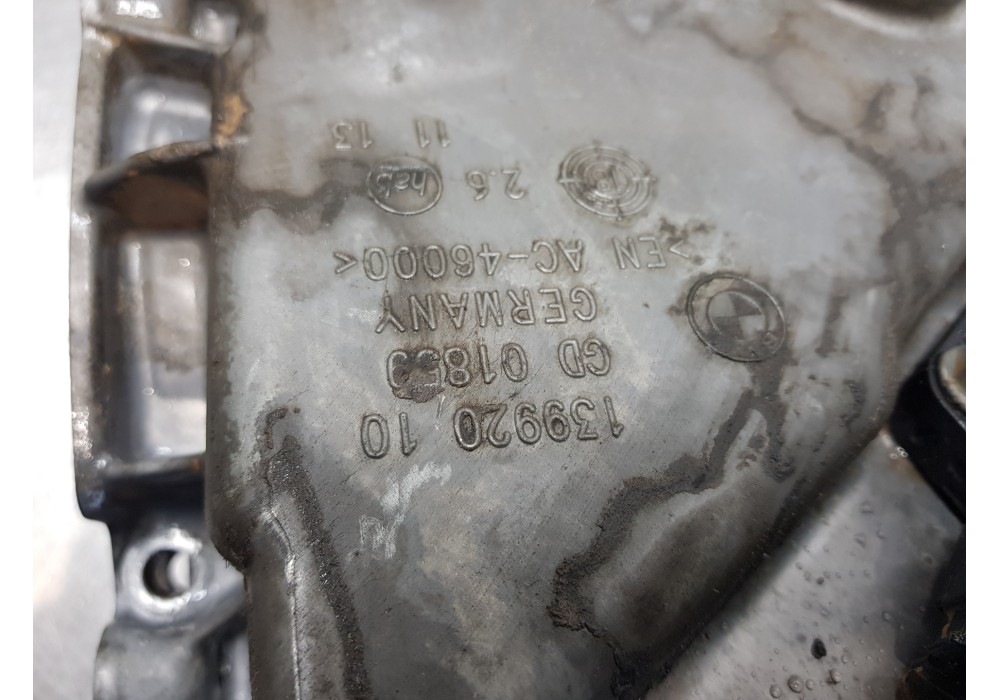 139920 10
GD
GERMANY
>EN AC-46000<
2.6
11 13